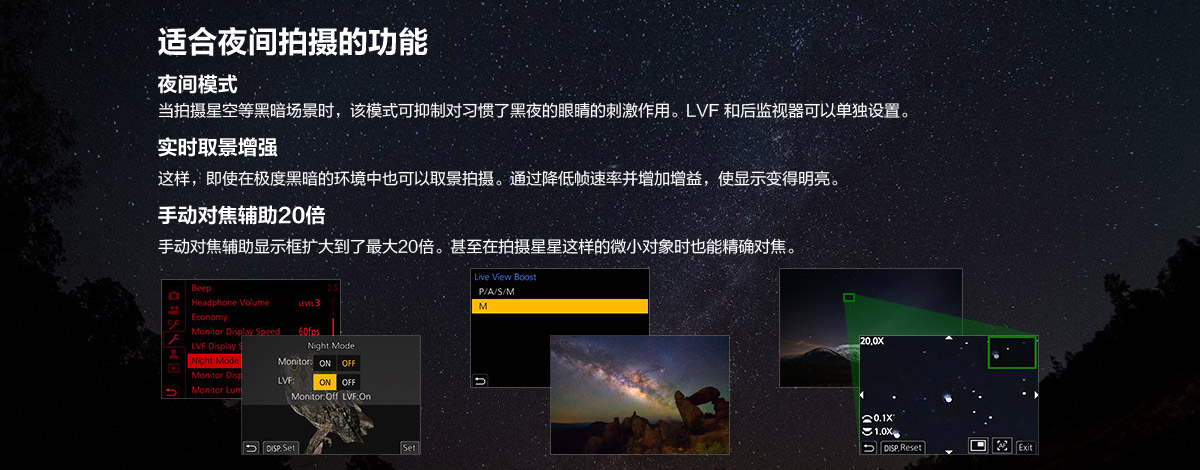 适合夜间拍摄的功能
夜间模式
当拍摄星空等黑暗场景时，该模式可抑制对习惯了黑夜的眼睛的刺激作用。LVF 和后监视器可以单独设置。
实时取景增强
这样，即使在极度黑暗的环境中也可以取景拍摄。通过降低帧速率并增加增益，使显示变得明亮。
手动对焦辅助20倍
手动对焦辅助显示框扩大到了最大20倍。甚至在拍摄星星这样的微小对象时也能精确对焦。
Beep 2/5
Headphone Volume LEVEL 3
Economy
Monitor Display Speed 60fps
LVF Display S
Night Mode
Monitor Disp
Monitor Lum
Night Mode
Monitor: ON OFF
LVF: ON OFF
Monitor:Off LVF:On
DISP. Set Set
Live View Boost
P/A/S/M
M
20.0X
0.1X
1.0X
DISP. Reset AF Exit